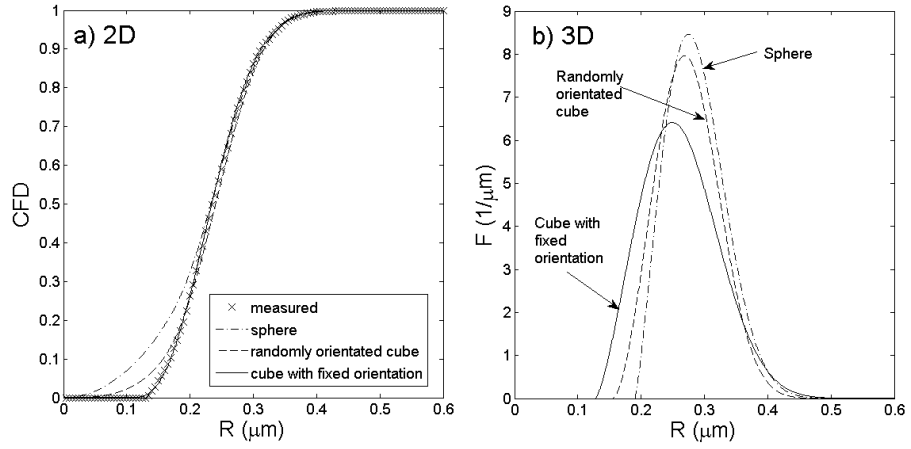 a) 2D
CFD
1
0.9
0.8
0.7
0.6
0.5
0.4
0.3
0.2
0.1
0
measured
sphere
randomly orientated cube
cube with fixed orientation
0 0.1 0.2 0.3 0.4 0.5 0.6
R (μm)
b) 3D
F (1/μm)
9
8
7
6
5
4
3
2
1
0
Sphere
Randomly
orientated
cube
Cube with
fixed
orientation
0 0.1 0.2 0.3 0.4 0.5 0.6
R (μm)